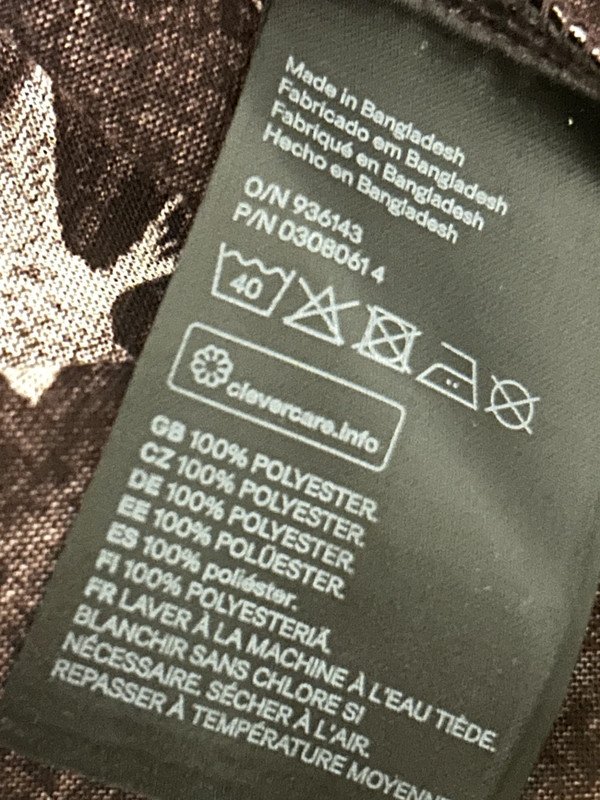 Made in Bangladesh
Fabricado em Bangladesh
Fabriqué en Bangladesh
Hecho en Bangladesh
O/N 936143
P/N 03080614
40
clevercare.info
GB 100% POLYESTER.
CZ 100% POLYESTER.
DE 100% POLYESTER.
EE 100% POLÜESTER.
ES 100% poliéster.
FI 100% POLYESTERIÄ.
FR LAVER À LA MACHINE À L'EAU TIÈDE.
BLANCHIR SANS CHLORE SI
NÉCESSAIRE. SÉCHER À L'AIR.
REPASSER À TEMPÉRATURE MOYENNE